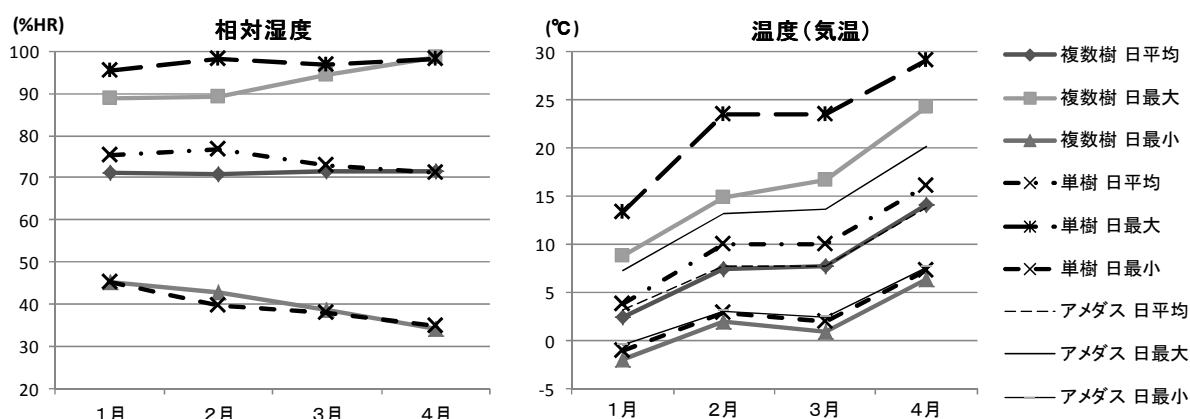 (%HR)
相対湿度
100
90
80
70
60
50
40
30
20
1月 2月 3月 4月
(℃)
温度(気温)
30
25
20
15
10
5
0
-5
1月 2月 3月 4月
複数樹 日平均
複数樹 日最大
複数樹 日最小
単樹 日平均
単樹 日最大
単樹 日最小
アメダス 日平均
アメダス 日最大
アメダス 日最小